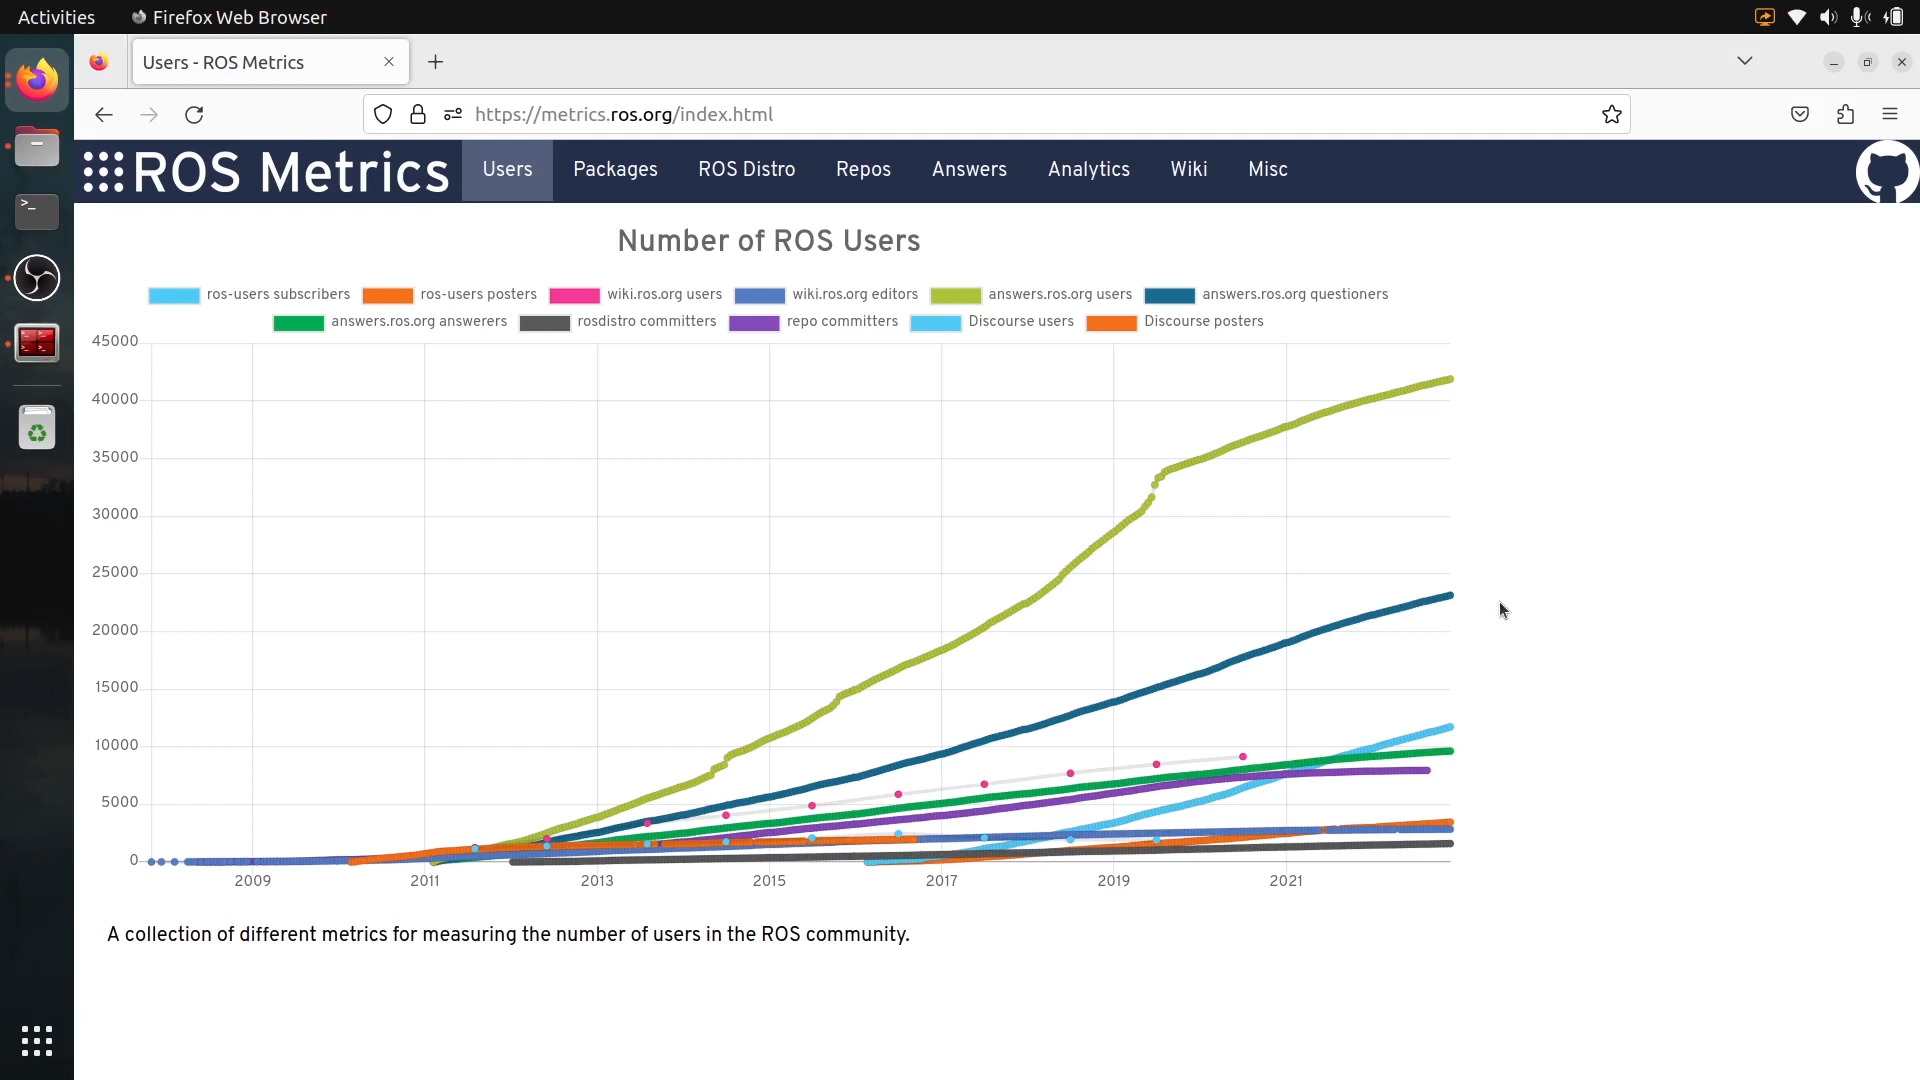 Activities Firefox Web Browser
Users - ROS Metrics
https://metrics.ros.org/index.html
ROS Metrics Users Packages ROS Distro Repos Answers Analytics Wiki Misc
Number of ROS Users
ros-users subscribers ros-users posters wiki.ros.org users wiki.ros.org editors answers.ros.org users answers.ros.org questioners
answers.ros.org answerers rosdistro committers repo committers Discourse users Discourse posters
45000
40000
35000
30000
25000
20000
15000
10000
5000
0
2009 2011 2013 2015 2017 2019 2021
A collection of different metrics for measuring the number of users in the ROS community.